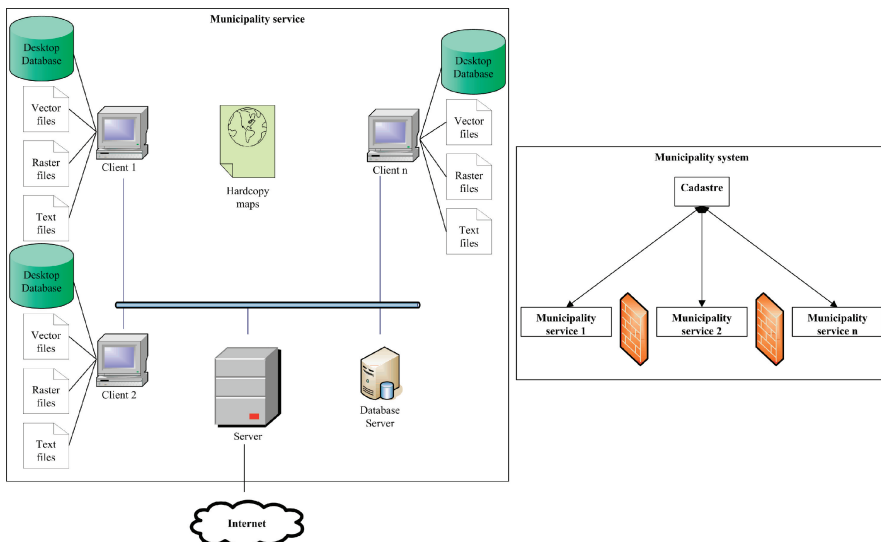 Municipality service
Desktop
Database
Vector
files
Raster
files
Text
files
Client 1
Hardcopy
maps
Client n
Desktop
Database
Vector
files
Raster
files
Text
files
Desktop
Database
Vector
files
Raster
files
Text
files
Client 2
Server
Database
Server
Internet
Municipality system
Cadastre
Municipality
service 1
Municipality
service 2
Municipality
service n